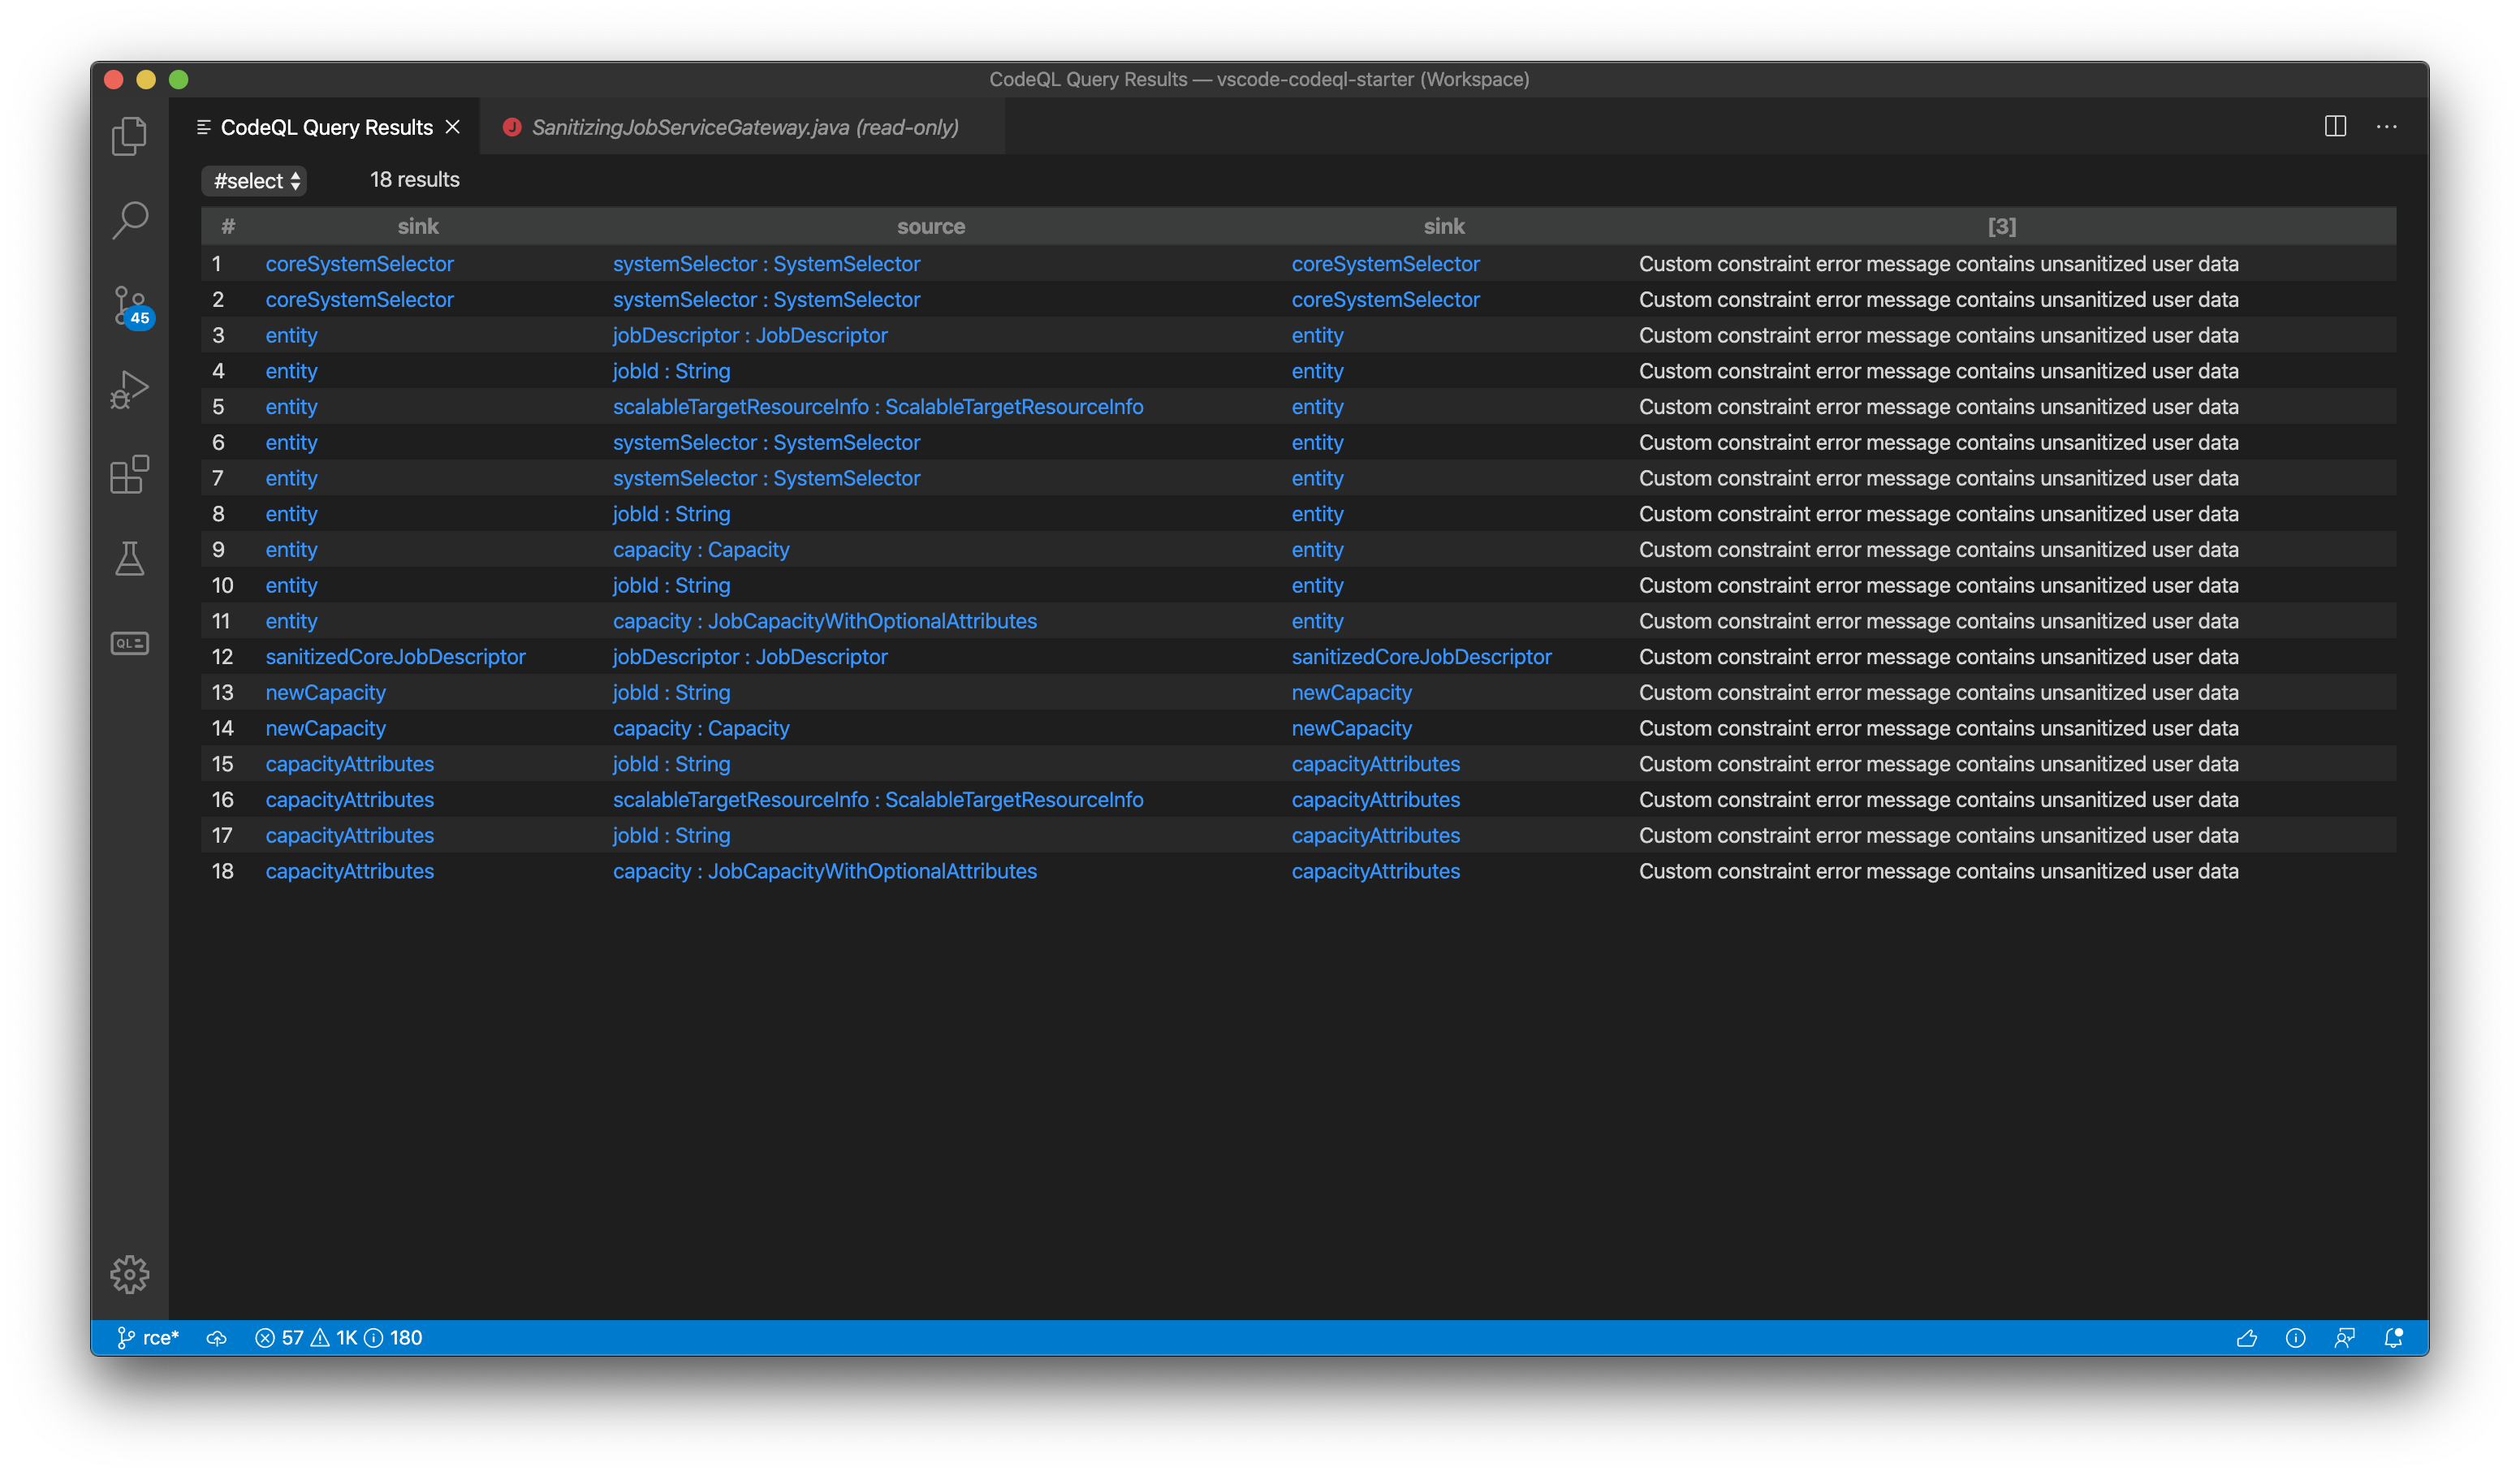 CodeQL Query Results — vscode-codeql-starter (Workspace)
CodeQL Query Results
J SanitizingJobServiceGateway.java (read-only)
#select 18 results
# sink source sink [3]
1 coreSystemSelector systemSelector : SystemSelector coreSystemSelector Custom constraint error message contains unsanitized user data
2 coreSystemSelector systemSelector : SystemSelector coreSystemSelector Custom constraint error message contains unsanitized user data
3 entity jobDescriptor : JobDescriptor entity Custom constraint error message contains unsanitized user data
4 entity jobId : String entity Custom constraint error message contains unsanitized user data
5 entity scalableTargetResourceInfo : ScalableTargetResourceInfo entity Custom constraint error message contains unsanitized user data
6 entity systemSelector : SystemSelector entity Custom constraint error message contains unsanitized user data
7 entity systemSelector : SystemSelector entity Custom constraint error message contains unsanitized user data
8 entity jobId : String entity Custom constraint error message contains unsanitized user data
9 entity capacity : Capacity entity Custom constraint error message contains unsanitized user data
10 entity jobId : String entity Custom constraint error message contains unsanitized user data
11 entity capacity : JobCapacityWithOptionalAttributes entity Custom constraint error message contains unsanitized user data
12 sanitizedCoreJobDescriptor jobDescriptor : JobDescriptor sanitizedCoreJobDescriptor Custom constraint error message contains unsanitized user data
13 newCapacity jobId : String newCapacity Custom constraint error message contains unsanitized user data
14 newCapacity capacity : Capacity newCapacity Custom constraint error message contains unsanitized user data
15 capacityAttributes jobId : String capacityAttributes Custom constraint error message contains unsanitized user data
16 capacityAttributes scalableTargetResourceInfo : ScalableTargetResourceInfo capacityAttributes Custom constraint error message contains unsanitized user data
17 capacityAttributes jobId : String capacityAttributes Custom constraint error message contains unsanitized user data
18 capacityAttributes capacity : JobCapacityWithOptionalAttributes capacityAttributes Custom constraint error message contains unsanitized user data
45
QL
rce* 57 1K 180